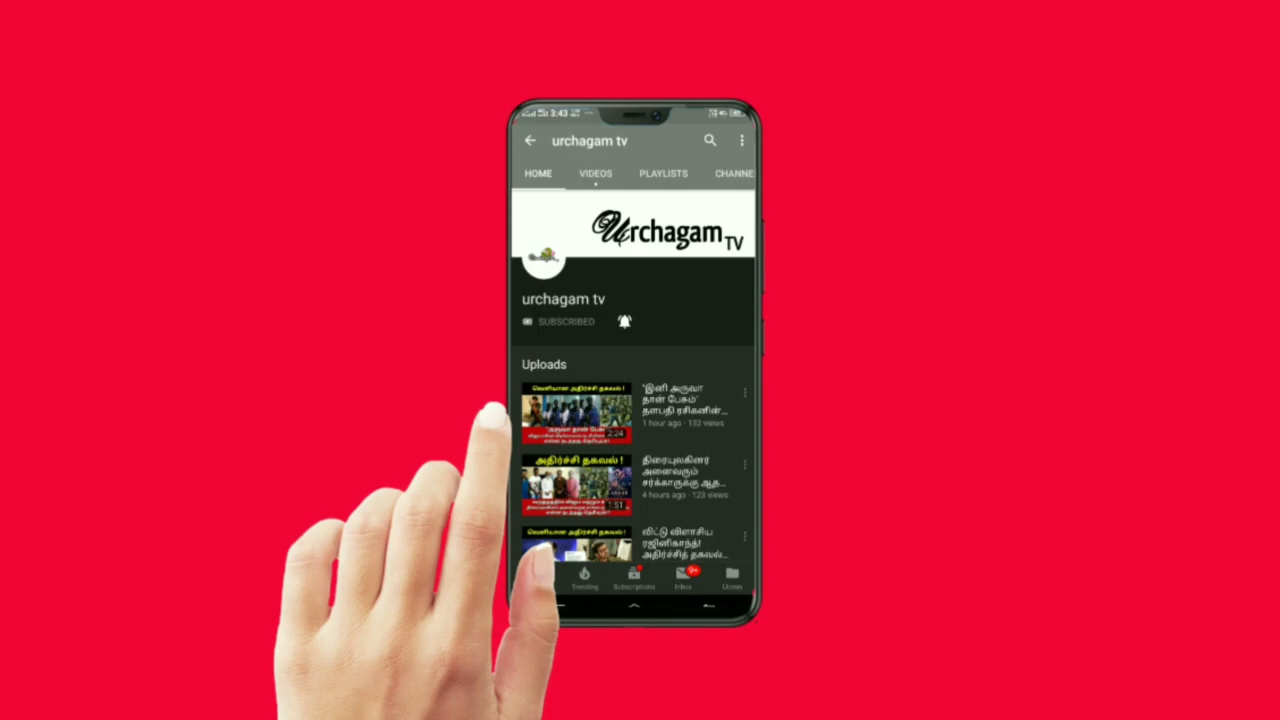 3:43
urchagam tv
HOME VIDEOS PLAYLISTS CHANNE
Urchagam TV
urchagam tv
SUBSCRIBED
Uploads
வெளியான அதிர்ச்சி தகவல் !
2:24
"இனி அருவா
தான் பேசும்"
தளபதி ரசிகனின்...
1 hour ago · 132 views
அதிர்ச்சி தகவல் !
1:51
திரையுலகினர்
அனைவரும்
சர்க்காருக்கு ஆத...
4 hours ago · 123 views
வெளியான அதிர்ச்சி தகவல் !
விட்டு விளாசிய
ரஜினிகாந்த்!
அதிர்ச்சித் தகவல்...
9+
Trending Subscriptions Inbox Library